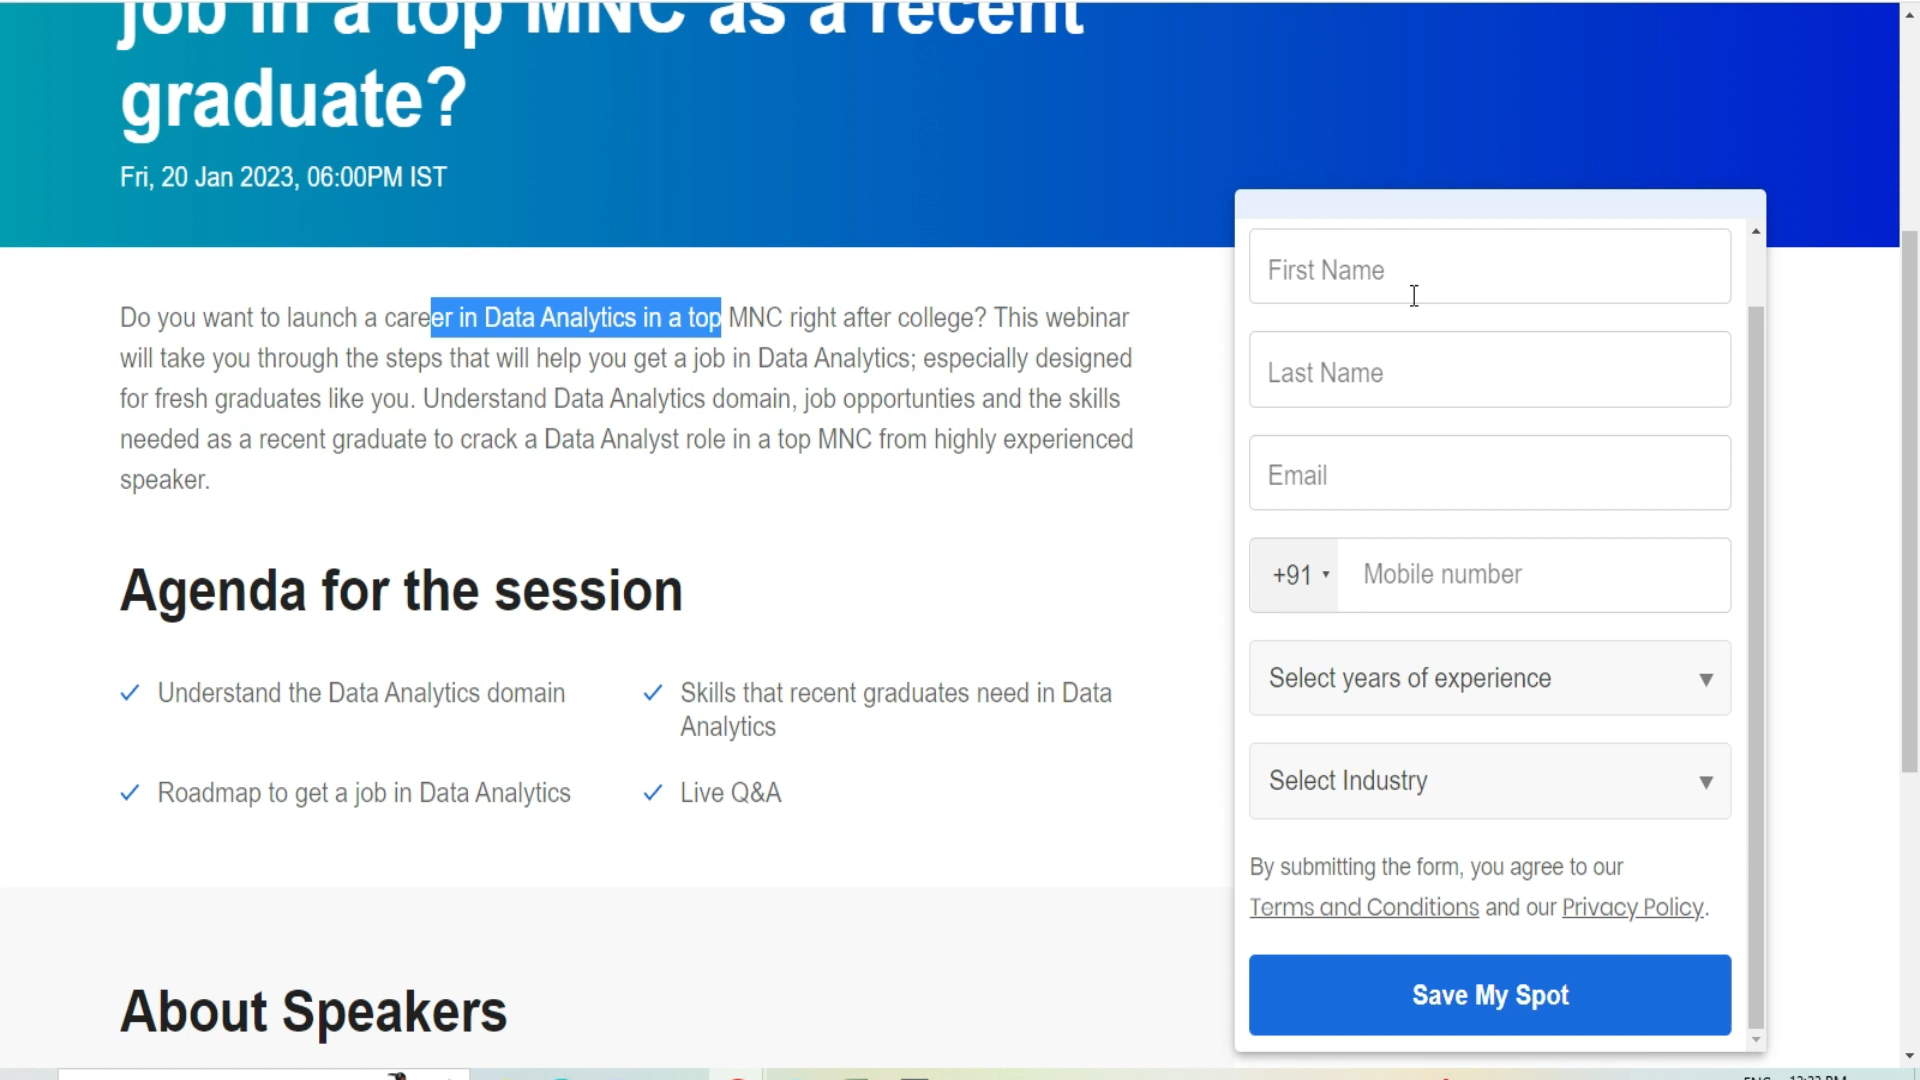 job in a top MNC as a recent
graduate?
Fri, 20 Jan 2023, 06:00PM IST
Do you want to launch a career in Data Analytics in a top MNC right after college? This webinar
will take you through the steps that will help you get a job in Data Analytics; especially designed
for fresh graduates like you. Understand Data Analytics domain, job opportunties and the skills
needed as a recent graduate to crack a Data Analyst role in a top MNC from highly experienced
speaker.
Agenda for the session
Understand the Data Analytics domain
Skills that recent graduates need in Data
Analytics
Roadmap to get a job in Data Analytics
Live Q&A
About Speakers
First Name
Last Name
Email
+91 Mobile number
Select years of experience
Select Industry
By submitting the form, you agree to our
Terms and Conditions and our Privacy Policy.
Save My Spot